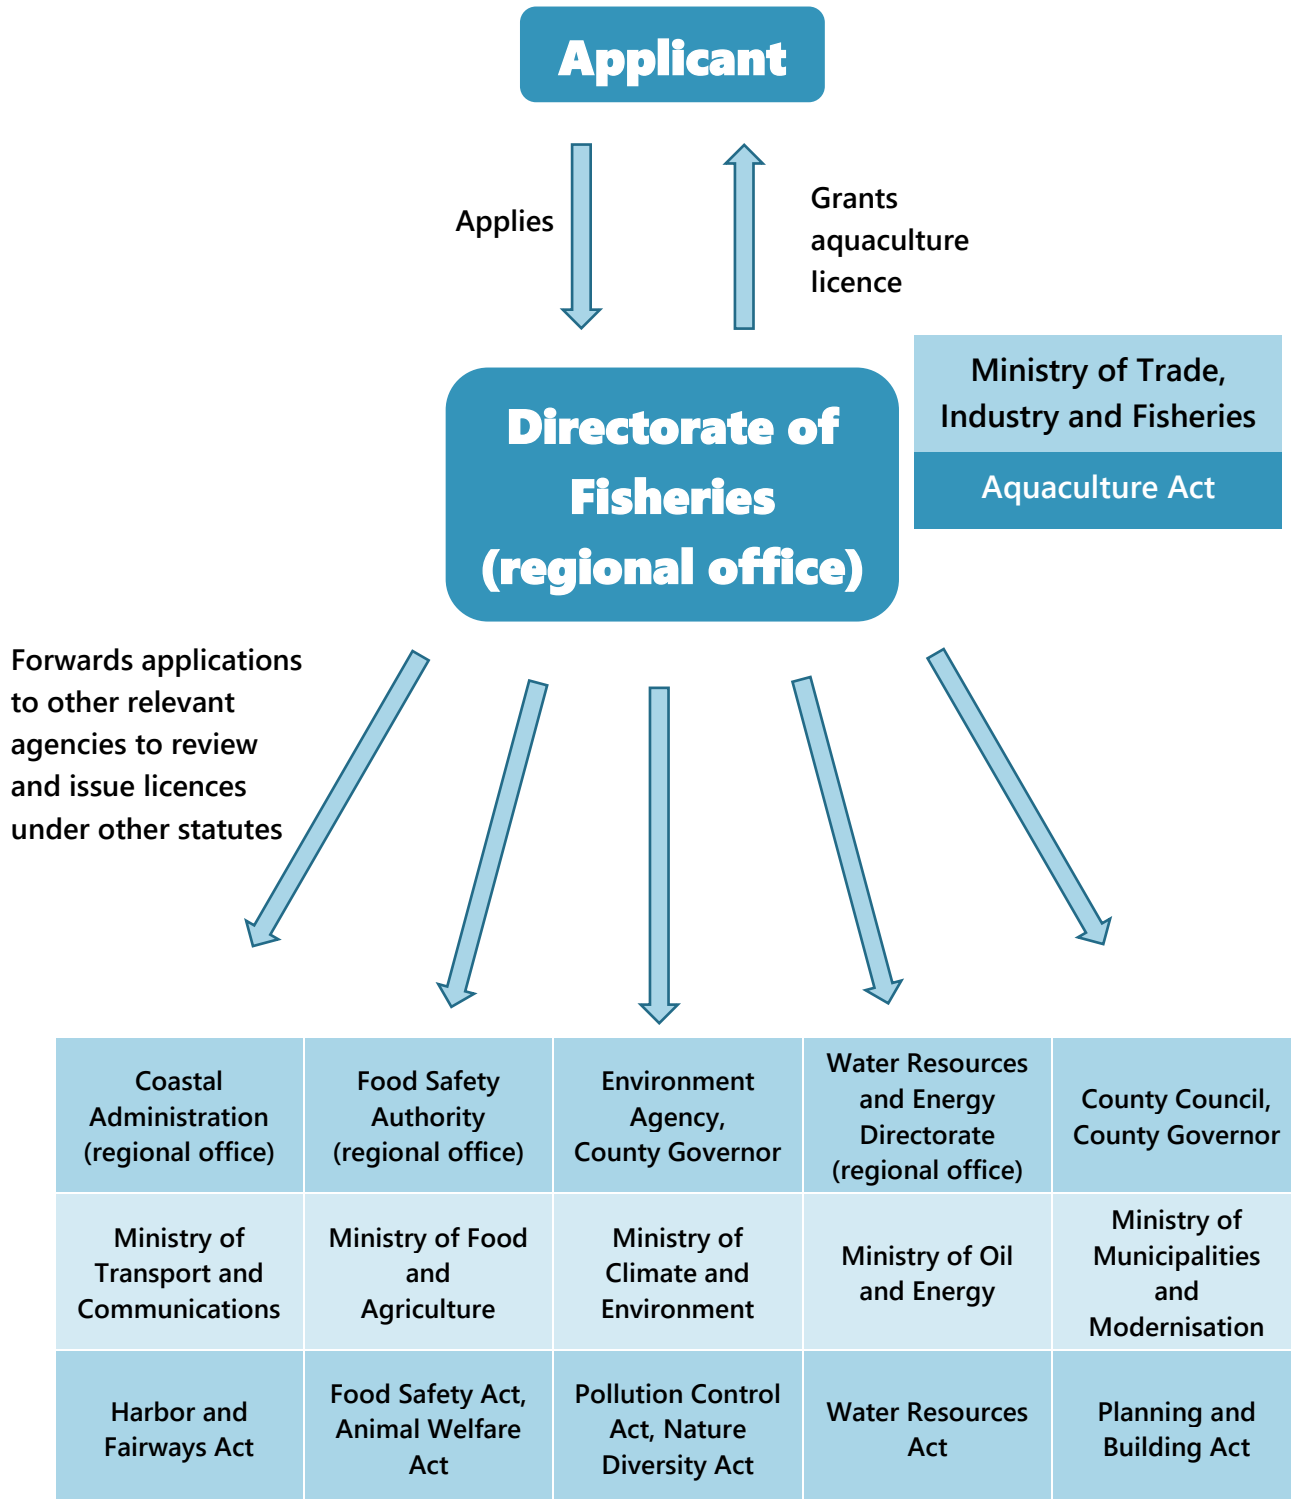 Applicant
Applies
Grants
aquaculture
licence
Directorate of
Fisheries
(regional office)
Ministry of Trade,
Industry and Fisheries
Aquaculture Act
Forwards applications
to other relevant
agencies to review
and issue licences
under other statutes
Coastal
Administration
(regional office)
Food Safety
Authority
(regional office)
Environment
Agency,
County Governor
Water Resources
and Energy
Directorate
(regional office)
County Council,
County Governor
Ministry of
Transport and
Communications
Ministry of Food
and
Agriculture
Ministry of
Climate and
Environment
Ministry of Oil
and Energy
Ministry of
Municipalities
and
Modernisation
Harbor and
Fairways Act
Food Safety Act,
Animal Welfare
Act
Pollution Control
Act, Nature
Diversity Act
Water Resources
Act
Planning and
Building Act